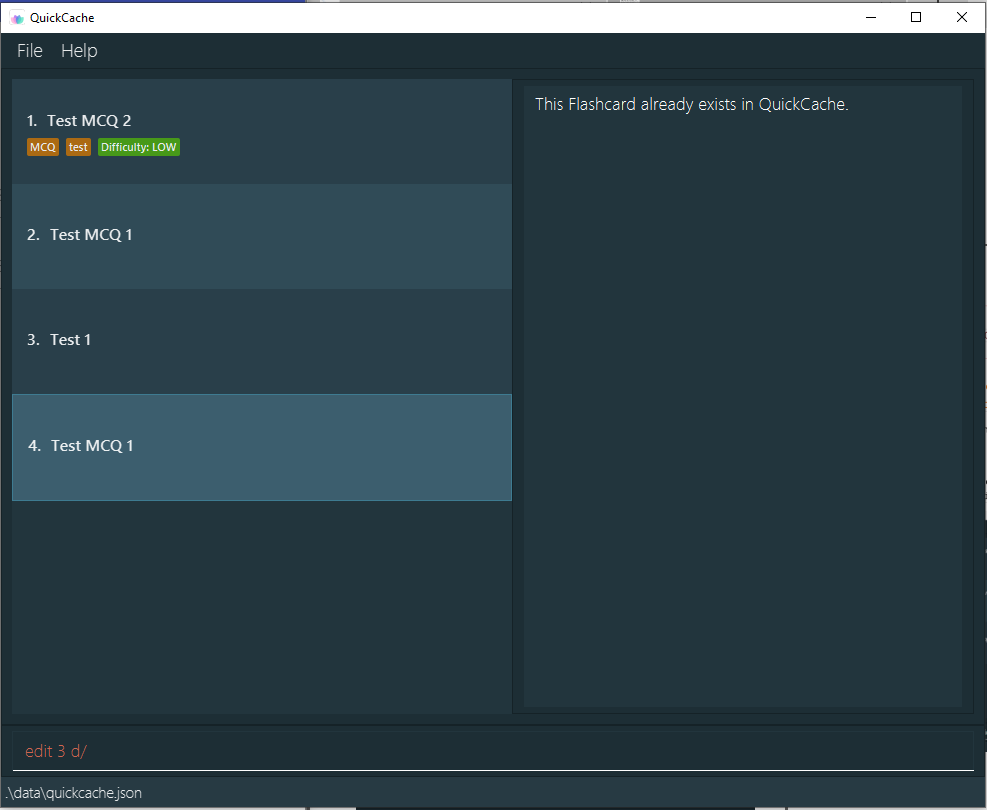 QuickCache
File Help
1. Test MCQ 2
MCQ test Difficulty: LOW
2. Test MCQ 1
3. Test 1
4. Test MCQ 1
This Flashcard already exists in QuickCache.
edit 3 d/
.\data\quickcache.json